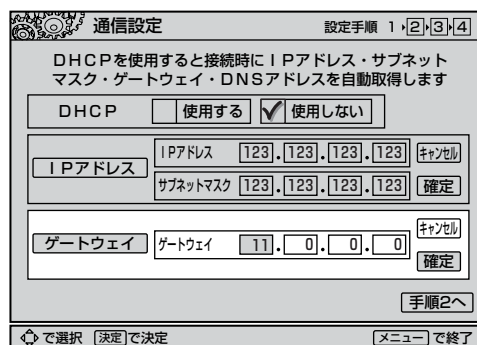 通信設定 設定手順 1▸2▸3▸4
DHCPを使用すると接続時にIPアドレス・サブネット
マスク・ゲートウェイ・DNSアドレスを自動取得します
DHCP 使用する 使用しない
IPアドレス
IPアドレス 123.123.123.123 キャンセル
サブネットマスク 123.123.123.123 確定
ゲートウェイ
ゲートウェイ 11.0.0.0 キャンセル
確定
手順2へ
で選択 決定で決定 メニューで終了